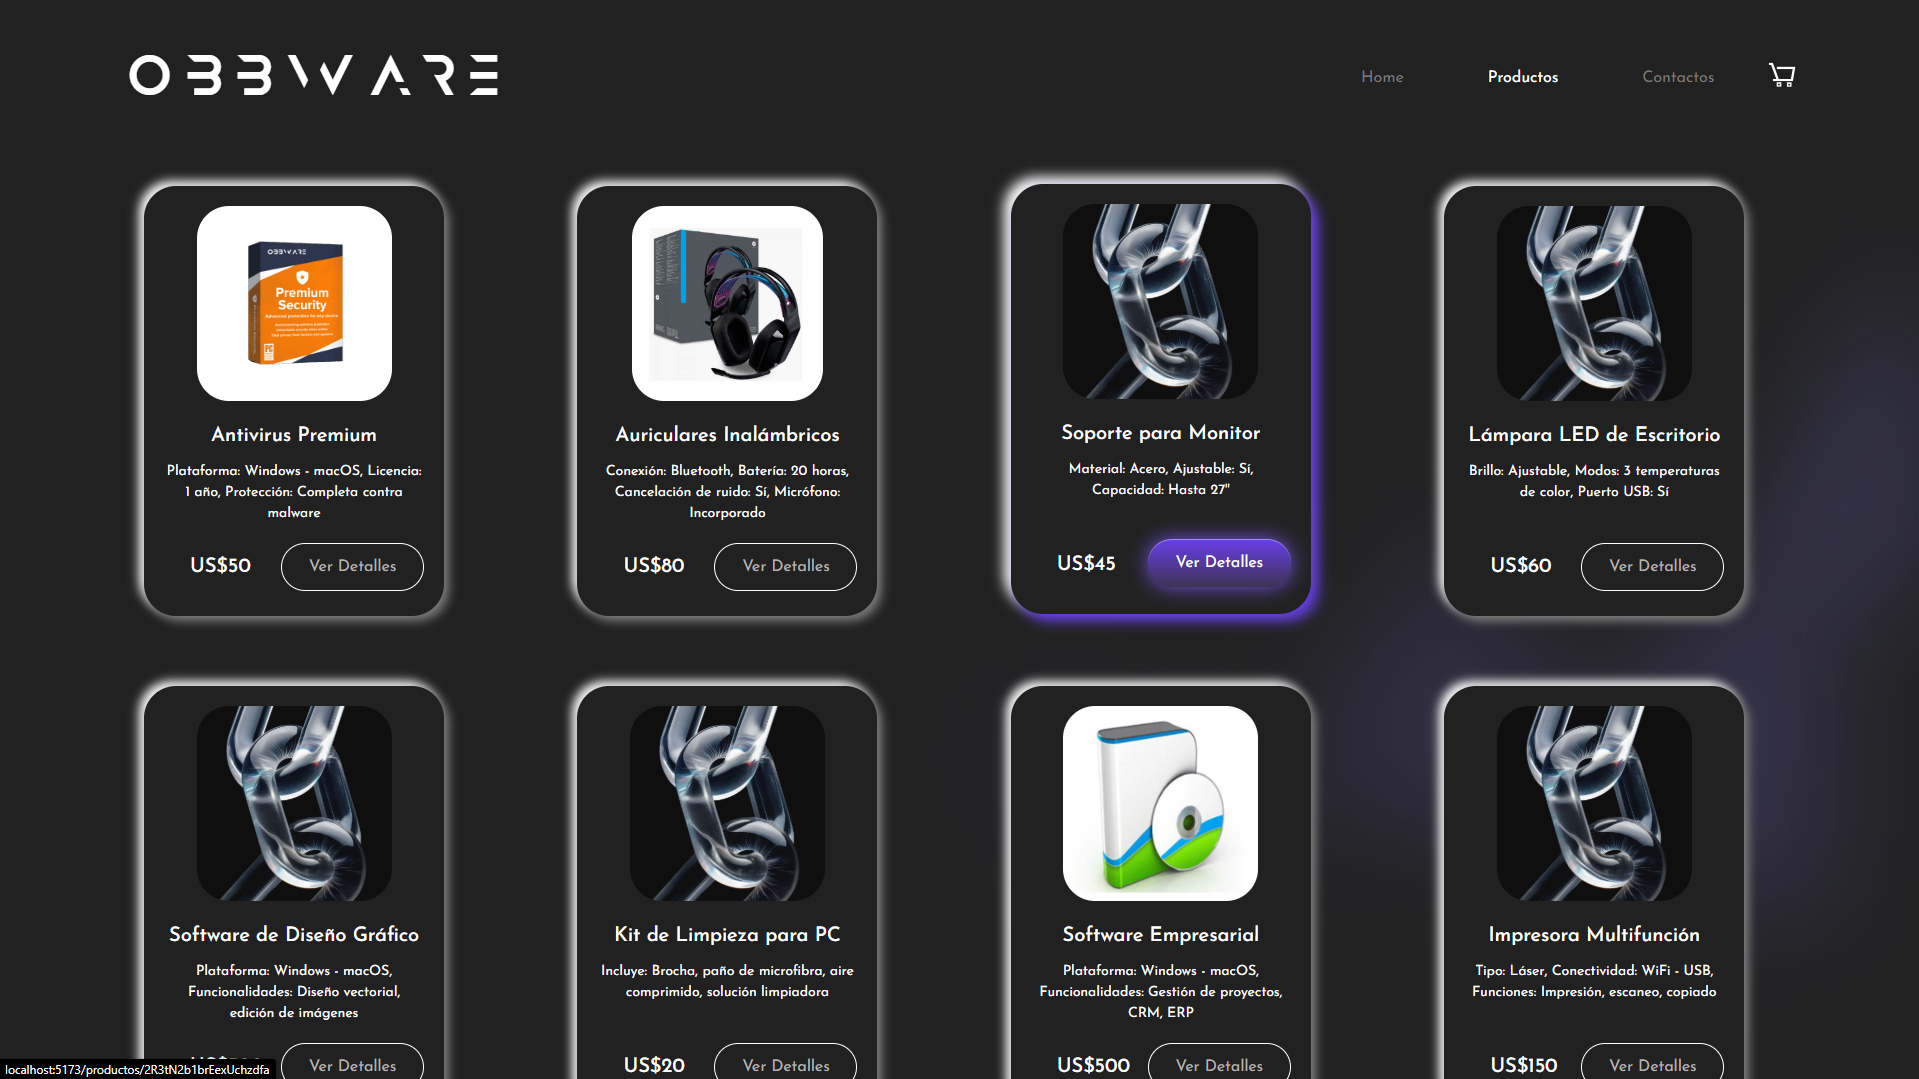 OBBWARE
Home
Productos
Contactos
OBBWARE
Premium
Security
Advanced protection for any device
Antivirus Premium
Plataforma: Windows - macOS, Licencia:
1 año, Protección: Completa contra
malware
US$50
Ver Detalles
Auriculares Inalámbricos
Conexión: Bluetooth, Batería: 20 horas,
Cancelación de ruido: Sí, Micrófono:
Incorporado
US$80
Ver Detalles
Soporte para Monitor
Material: Acero, Ajustable: Sí,
Capacidad: Hasta 27"
US$45
Ver Detalles
Lámpara LED de Escritorio
Brillo: Ajustable, Modos: 3 temperaturas
de color, Puerto USB: Sí
US$60
Ver Detalles
Software de Diseño Gráfico
Plataforma: Windows - macOS,
Funcionalidades: Diseño vectorial,
edición de imágenes
Ver Detalles
Kit de Limpieza para PC
Incluye: Brocha, paño de microfibra, aire
comprimido, solución limpiadora
US$20
Ver Detalles
Software Empresarial
Plataforma: Windows - macOS,
Funcionalidades: Gestión de proyectos,
CRM, ERP
US$500
Ver Detalles
Impresora Multifunción
Tipo: Láser, Conectividad: WiFi - USB,
Funciones: Impresión, escaneo, copiado
US$150
Ver Detalles
localhost:5173/productos/2R3tN2b1brEexUchzdfa